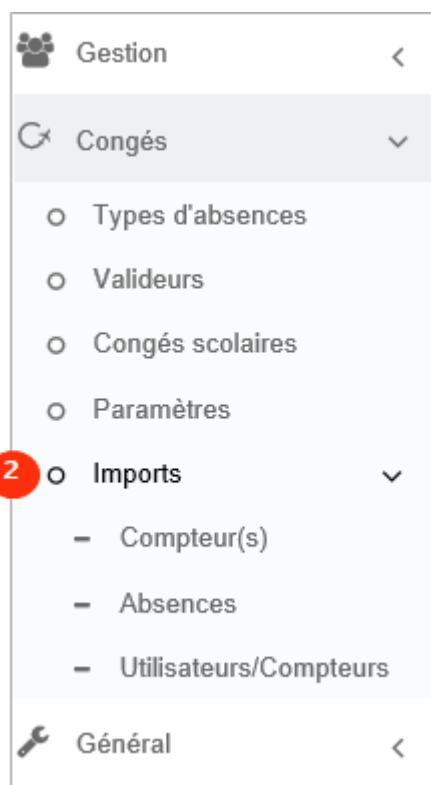 Gestion
Congés
Types d'absences
Valideurs
Congés scolaires
Paramètres
2 Imports
Compteur(s)
Absences
Utilisateurs/Compteurs
Général